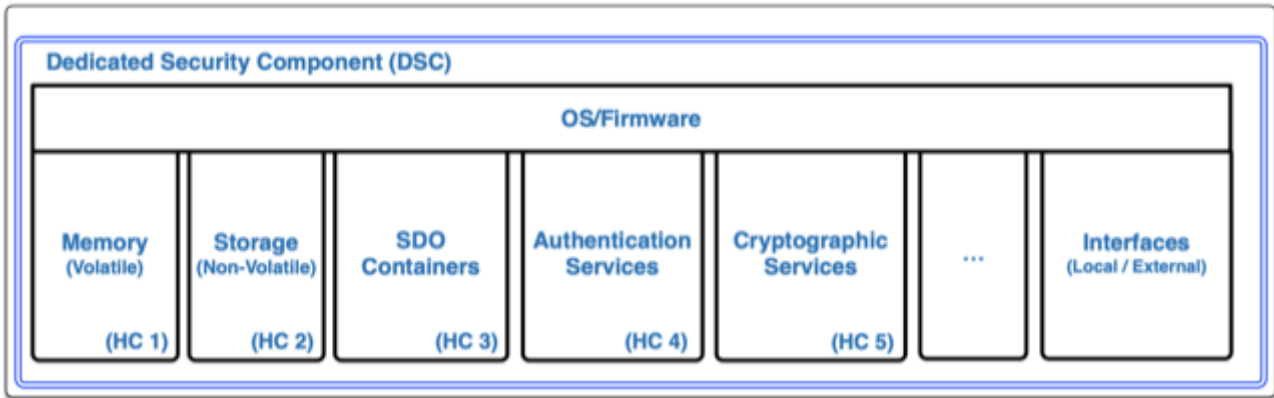 Dedicated Security Component (DSC)
OS/Firmware
Memory
(Volatile)
(HC 1)
Storage
(Non-Volatile)
(HC 2)
SDO
Containers
(HC 3)
Authentication
Services
(HC 4)
Cryptographic
Services
(HC 5)
...
Interfaces
(Local / External)